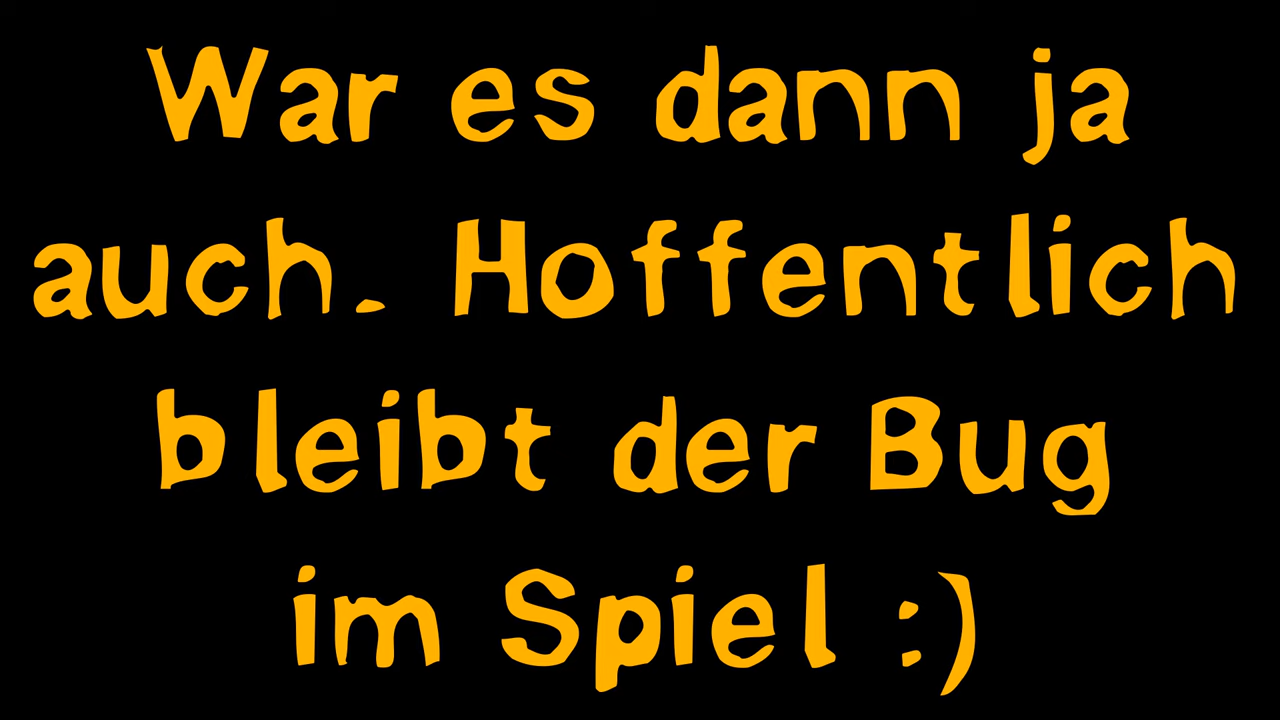 War es dann ja
auch. Hoffentlich
bleibt der Bug
im Spiel :)